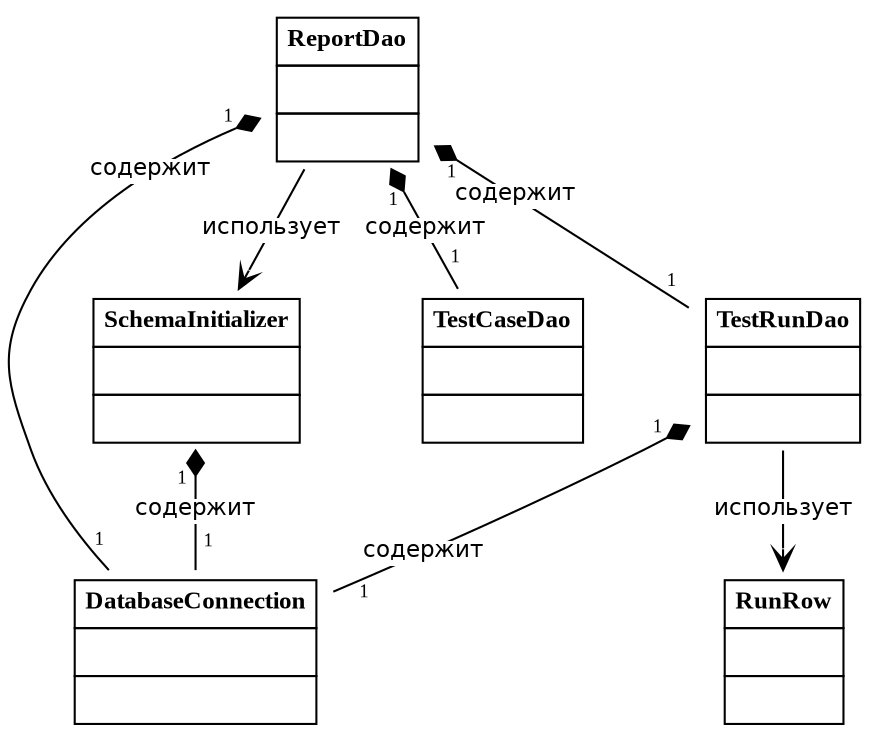 ReportDao
1
содержит
1
содержит
1
содержит
использует
1
1
SchemaInitializer
TestCaseDao
TestRunDao
1
1
содержит
использует
1
1
содержит
1
DatabaseConnection
RunRow